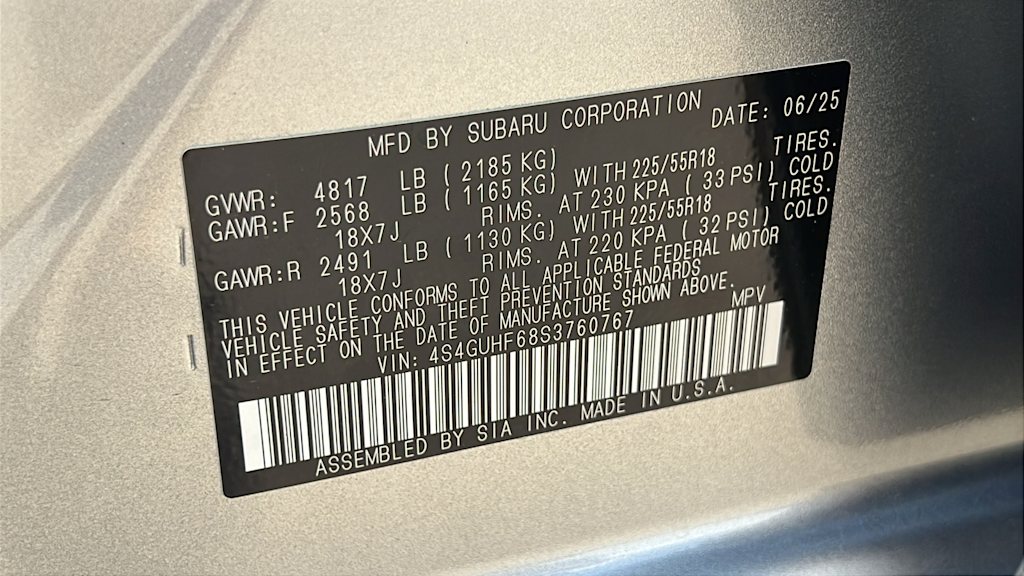 MFD BY SUBARU CORPORATION DATE: 06/25
GVWR: 4817 LB ( 2185 KG)
GAWR:F 2568 LB ( 1165 KG) WITH 225/55R18 TIRES.
18X7J RIMS. AT 230 KPA ( 33 PSI) COLD
GAWR:R 2491 LB ( 1130 KG) WITH 225/55R18 TIRES.
18X7J RIMS. AT 220 KPA ( 32 PSI) COLD
THIS VEHICLE CONFORMS TO ALL APPLICABLE FEDERAL MOTOR
VEHICLE SAFETY AND THEFT PREVENTION STANDARDS
IN EFFECT ON THE DATE OF MANUFACTURE SHOWN ABOVE.
VIN: 4S4GUHF68S3760767 MPV
ASSEMBLED BY SIA INC. MADE IN U.S.A.